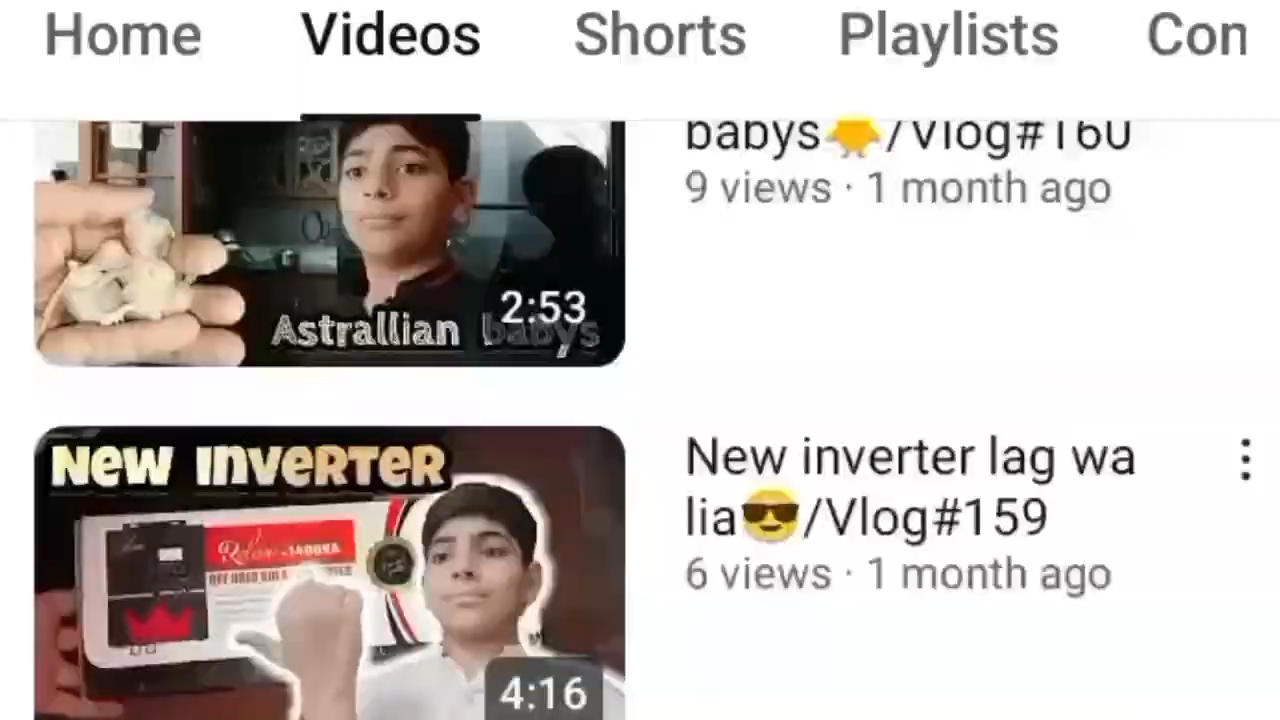 Home Videos Shorts Playlists Con
babys🐥/Vlog#160
9 views · 1 month ago
2:53
Astrallian babys
New inverter lag wa
lia😎/Vlog#159
6 views · 1 month ago
New Inverter
4:16